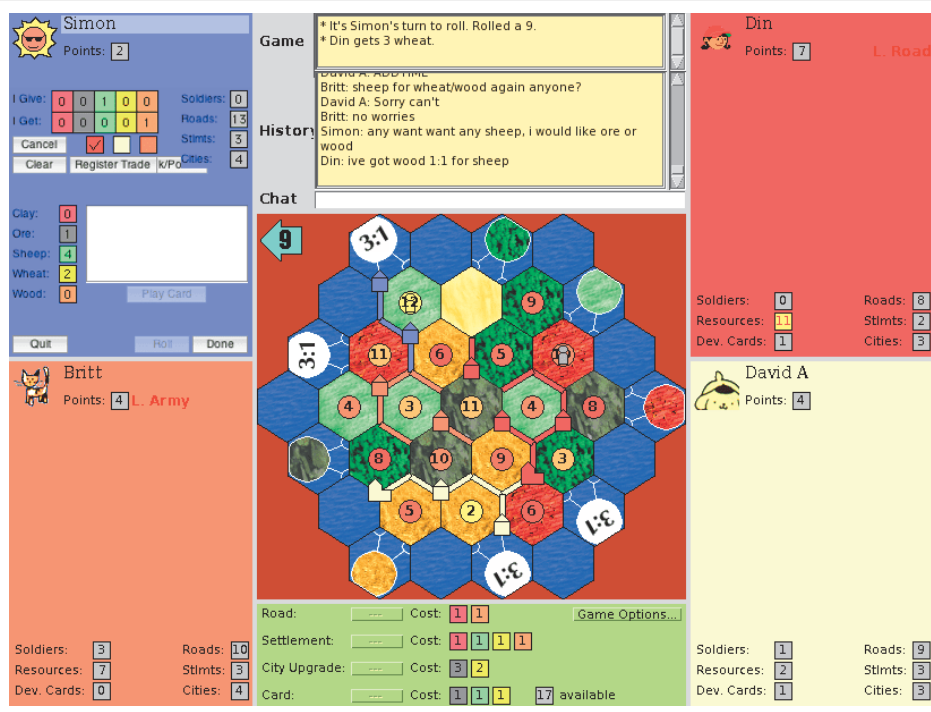 Simon
Points: 2
I Give: 0 0 1 0 0
I Get: 0 0 0 0 1
Cancel
Clear Register Trade k/Po
Soldiers: 0
Roads: 13
Stlmts: 3
Cities: 4
Clay: 0
Ore: 1
Sheep: 4
Wheat: 2
Wood: 0
Play Card
Quit Roll Done
Game
* It's Simon's turn to roll. Rolled a 9.
* Din gets 3 wheat.
History
David A: ADDTIME
Britt: sheep for wheat/wood again anyone?
David A: Sorry can't
Britt: no worries
Simon: any want want any sheep, i would like ore or
wood
Din: ive got wood 1:1 for sheep
Chat
Din
Points: 7 L. Road
Soldiers: 0 Roads: 8
Resources: 11 Stlmts: 2
Dev. Cards: 1 Cities: 3
9
3:1
12 9
3:1
11 6 5
4 3 11 4 8
8 10 9 3
5 2 6
3:1
3:1
Britt
Points: 4 L. Army
Soldiers: 3 Roads: 10
Resources: 7 Stlmts: 3
Dev. Cards: 0 Cities: 4
David A
Points: 4
Soldiers: 1 Roads: 9
Resources: 2 Stlmts: 3
Dev. Cards: 1 Cities: 3
Road: --- Cost: 1 1 Game Options...
Settlement: --- Cost: 1 1 1 1
City Upgrade: --- Cost: 3 2
Card: --- Cost: 1 1 1 17 available